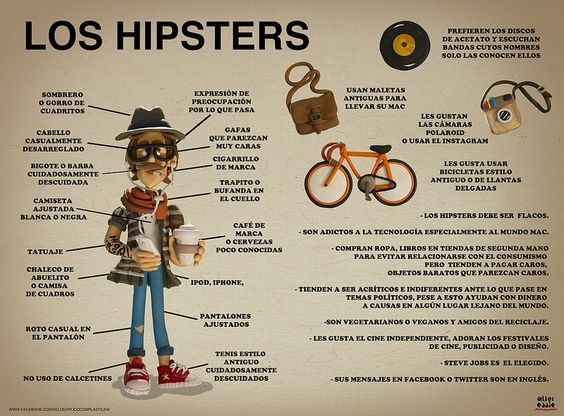 LOS HIPSTERS
PREFIEREN LOS DISCOS
DE ACETATO Y ESCUCHAN
BANDAS CUYOS NOMBRES
SOLO LAS CONOCEN ELLOS
USAN MALETAS
ANTIGUAS PARA
LLEVAR SU MAC
LES GUSTAN
LAS CÁMARAS
POLAROID
O USAR EL INSTAGRAM
LES GUSTA USAR
BICICLETAS ESTILO
ANTIGUO O DE LLANTAS
DELGADAS
SOMBRERO
O GORRO DE
CUADRITOS
CABELLO
CASUALMENTE
DESARREGLADO
BIGOTE O BARBA
CUIDADOSAMENTE
DESCUIDADA
CAMISETA
AJUSTADA
BLANCA O NEGRA
TATUAJE
CHALECO DE
ABUELITO
O CAMISA
DE CUADROS
ROTO CASUAL EN
EL PANTALÓN
NO USO DE CALCETINES
EXPRESIÓN DE
PREOCUPACIÓN
POR LO QUE PASA
GAFAS
QUE PAREZCAN
MUY CARAS
CIGARRILLO
DE MARCA
TRAPITO O
BUFANDA EN
EL CUELLO
CAFÉ DE
MARCA
O CERVEZAS
POCO CONOCIDAS
IPOD, IPHONE,
PANTALONES
AJUSTADOS
TENIS ESTILO
ANTIGUO
CUIDADOSAMENTE
DESCUIDADOS
- LOS HIPSTERS DEBE SER FLACOS.
- SON ADICTOS A LA TECNOLOGÍA ESPECIALMENTE AL MUNDO MAC.
- COMPRAN ROPA, LIBROS EN TIENDAS DE SEGUNDA MANO
PARA EVITAR RELACIONARSE CON EL CONSUMISMO
PERO TIENDEN A PAGAR CAROS,
OBJETOS BARATOS QUE PAREZCAN CAROS.
- TIENDEN A SER ACRÍTICOS E INDIFERENTES ANTE LO QUE PASE EN
TEMAS POLÍTICOS, PESE A ESTO AYUDAN CON DINERO
A CAUSAS EN ALGÚN LUGAR LEJANO DEL MUNDO.
- SON VEGETARIANOS O VEGANOS Y AMIGOS DEL RECICLAJE.
- LES GUSTA EL CINE INDEPENDIENTE, ADORAN LOS FESTIVALES
DE CINE, PUBLICIDAD O DISEÑO.
- STEVE JOBS ES EL ELEGIDO.
- SUS MENSAJES EN FACEBOOK O TWITTER SON EN INGLÉS.
WWW.FACEBOOK.COM/SELOEXPLICOCONPLASTILINA